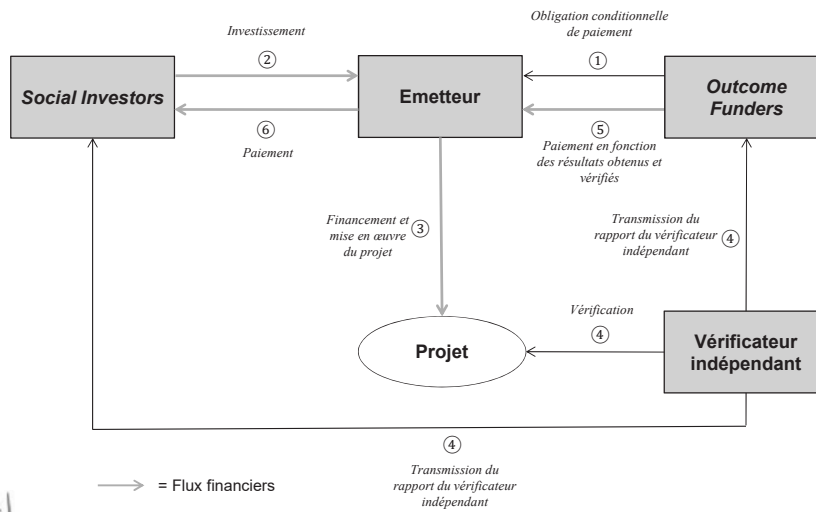 Obligation conditionnelle
de paiement
Investissement
②
①
Social Investors
Emetteur
Outcome
Funders
⑥
Paiement
⑤
Paiement en fonction
des résultats obtenus et
vérifiés
Financement et
mise en œuvre
du projet
③
Transmission du
rapport du vérificateur
indépendant
④
Vérification
④
Projet
Vérificateur
indépendant
④
Transmission du
rapport du vérificateur
indépendant
= Flux financiers